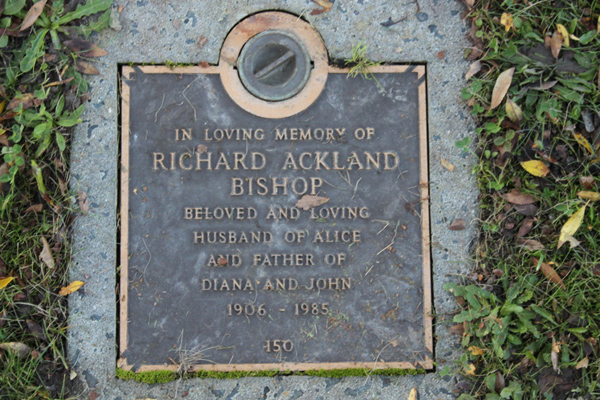 IN LOVING MEMORY OF
RICHARD ACKLAND
BISHOP
BELOVED AND LOVING
HUSBAND OF ALICE
AND FATHER OF
DIANA AND JOHN
1906 - 1985
150